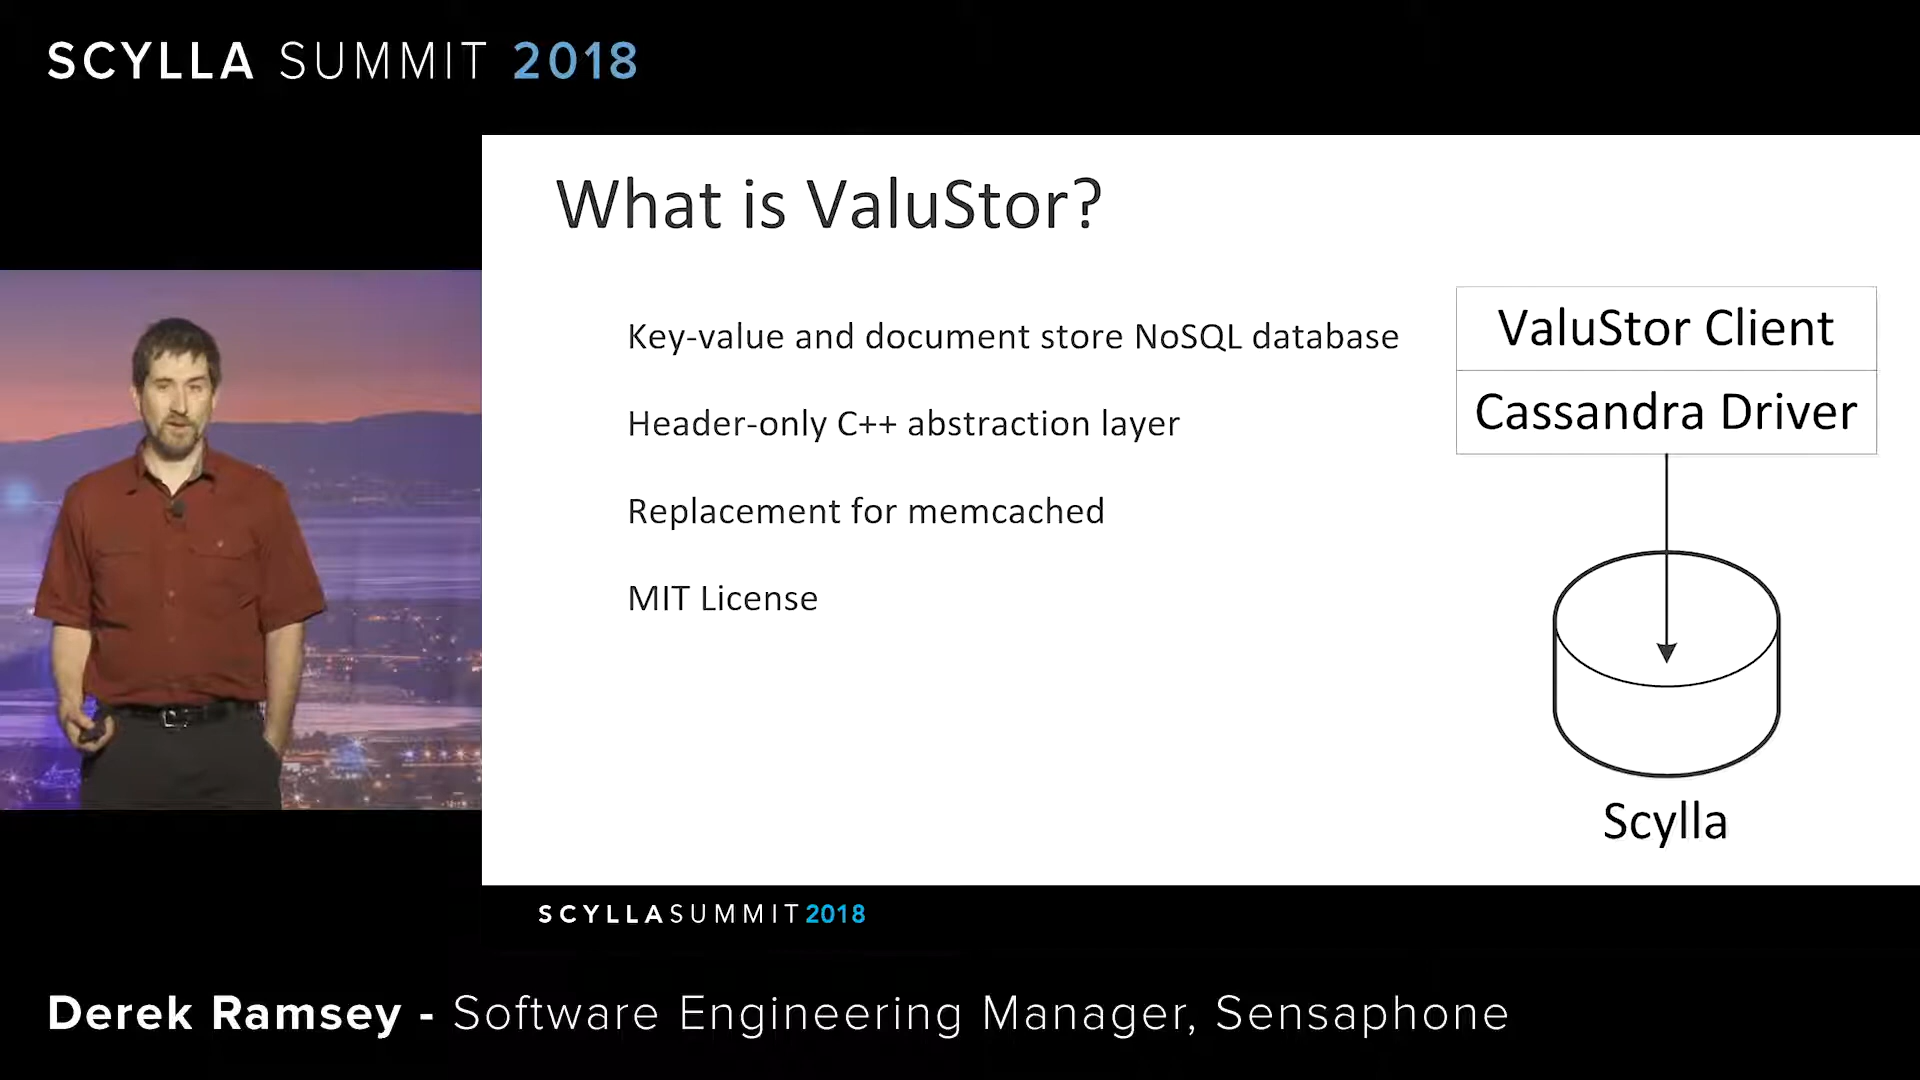 SCYLLA SUMMIT 2018
What is ValuStor?
Key-value and document store NoSQL database
Header-only C++ abstraction layer
Replacement for memcached
MIT License
ValuStor Client
Cassandra Driver
Scylla
SCYLLASUMMIT2018
Derek Ramsey - Software Engineering Manager, Sensaphone